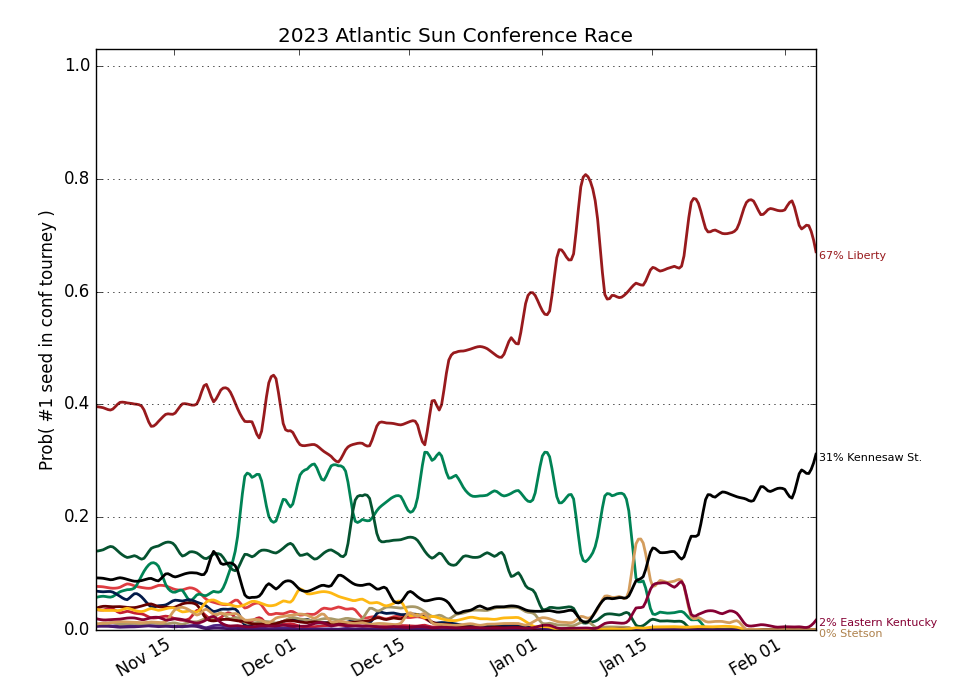 2023 Atlantic Sun Conference Race
Prob( #1 seed in conf tourney )
1.0
0.8
0.6
0.4
0.2
0.0
67% Liberty
31% Kennesaw St.
2% Eastern Kentucky
0% Stetson
Nov 15
Dec 01
Dec 15
Jan 01
Jan 15
Feb 01